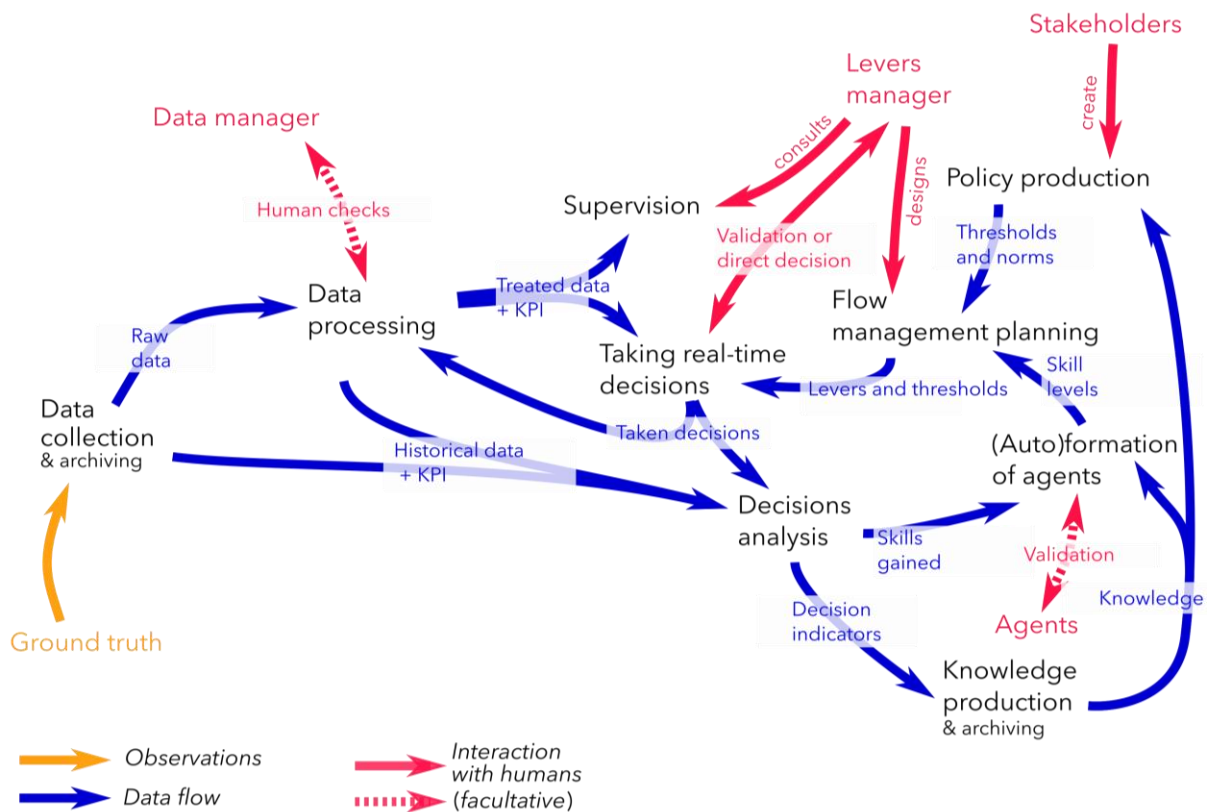 Stakeholders
create
Levers
manager
consults
designs
Data manager
Human checks
Supervision
Policy production
Validation or
direct decision
Thresholds
and norms
Treated data
+ KPI
Data
processing
Flow
management planning
Raw
data
Taking real-time
decisions
Levers and thresholds
Skill
levels
Data
collection
& archiving
Historical data
+ KPI
Taken decisions
(Auto)formation
of agents
Decisions
analysis
Skills
gained
Validation
Knowledge
Decision
indicators
Agents
Ground truth
Knowledge
production
& archiving
Observations
Data flow
Interaction
with humans
(facultative)